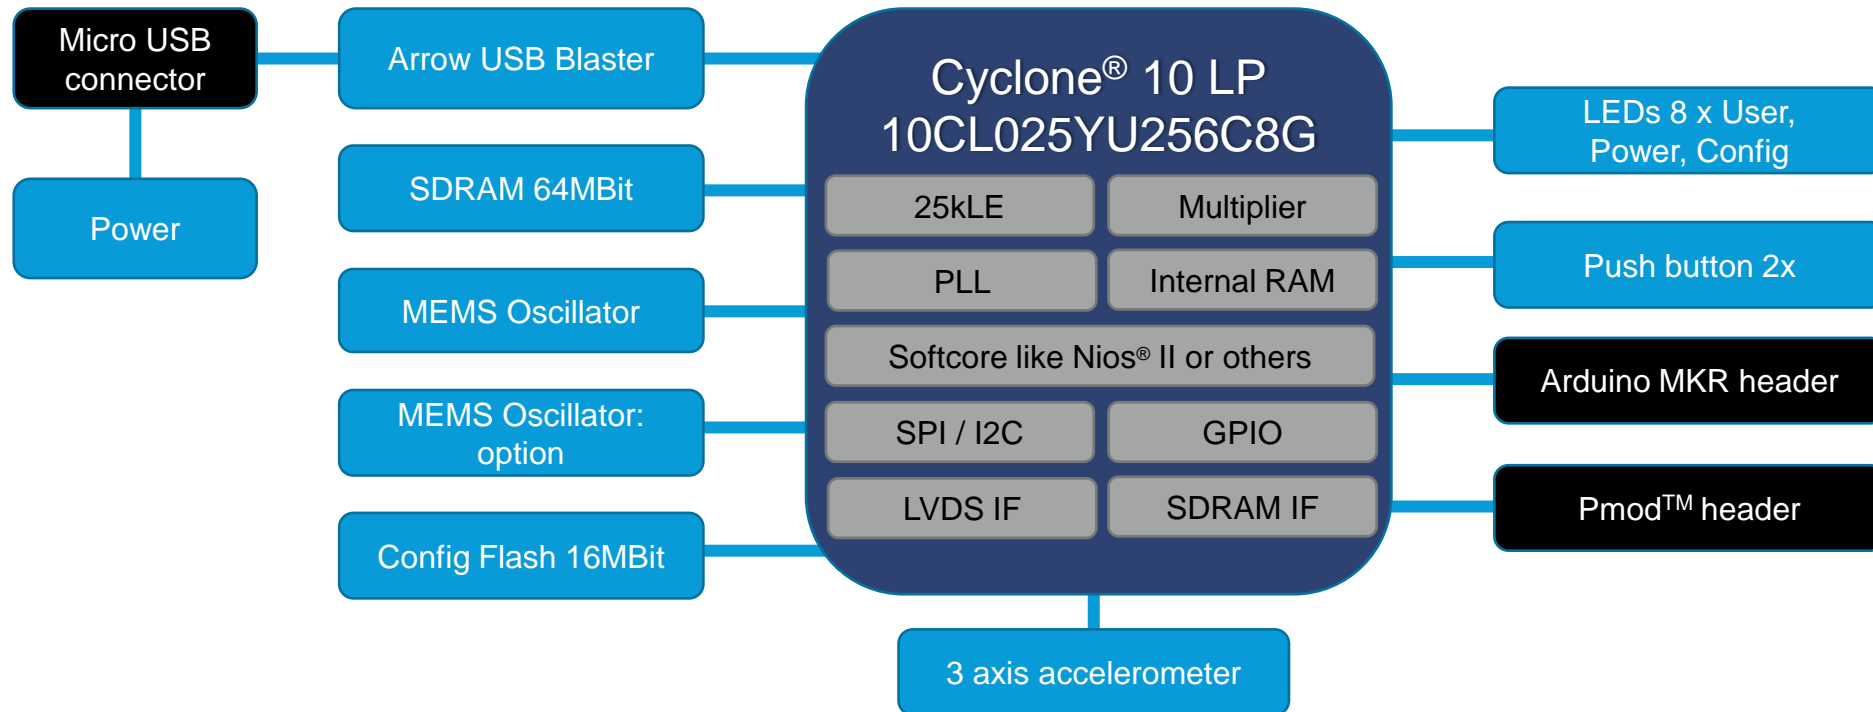 Micro USB
connector
Power
Arrow USB Blaster
SDRAM 64MBit
MEMS Oscillator
MEMS Oscillator:
option
Config Flash 16MBit
Cyclone® 10 LP
10CL025YU256C8G
25kLE
Multiplier
PLL
Internal RAM
Softcore like Nios® II or others
SPI / I2C
GPIO
LVDS IF
SDRAM IF
3 axis accelerometer
LEDs 8 x User,
Power, Config
Push button 2x
Arduino MKR header
Pmod™ header